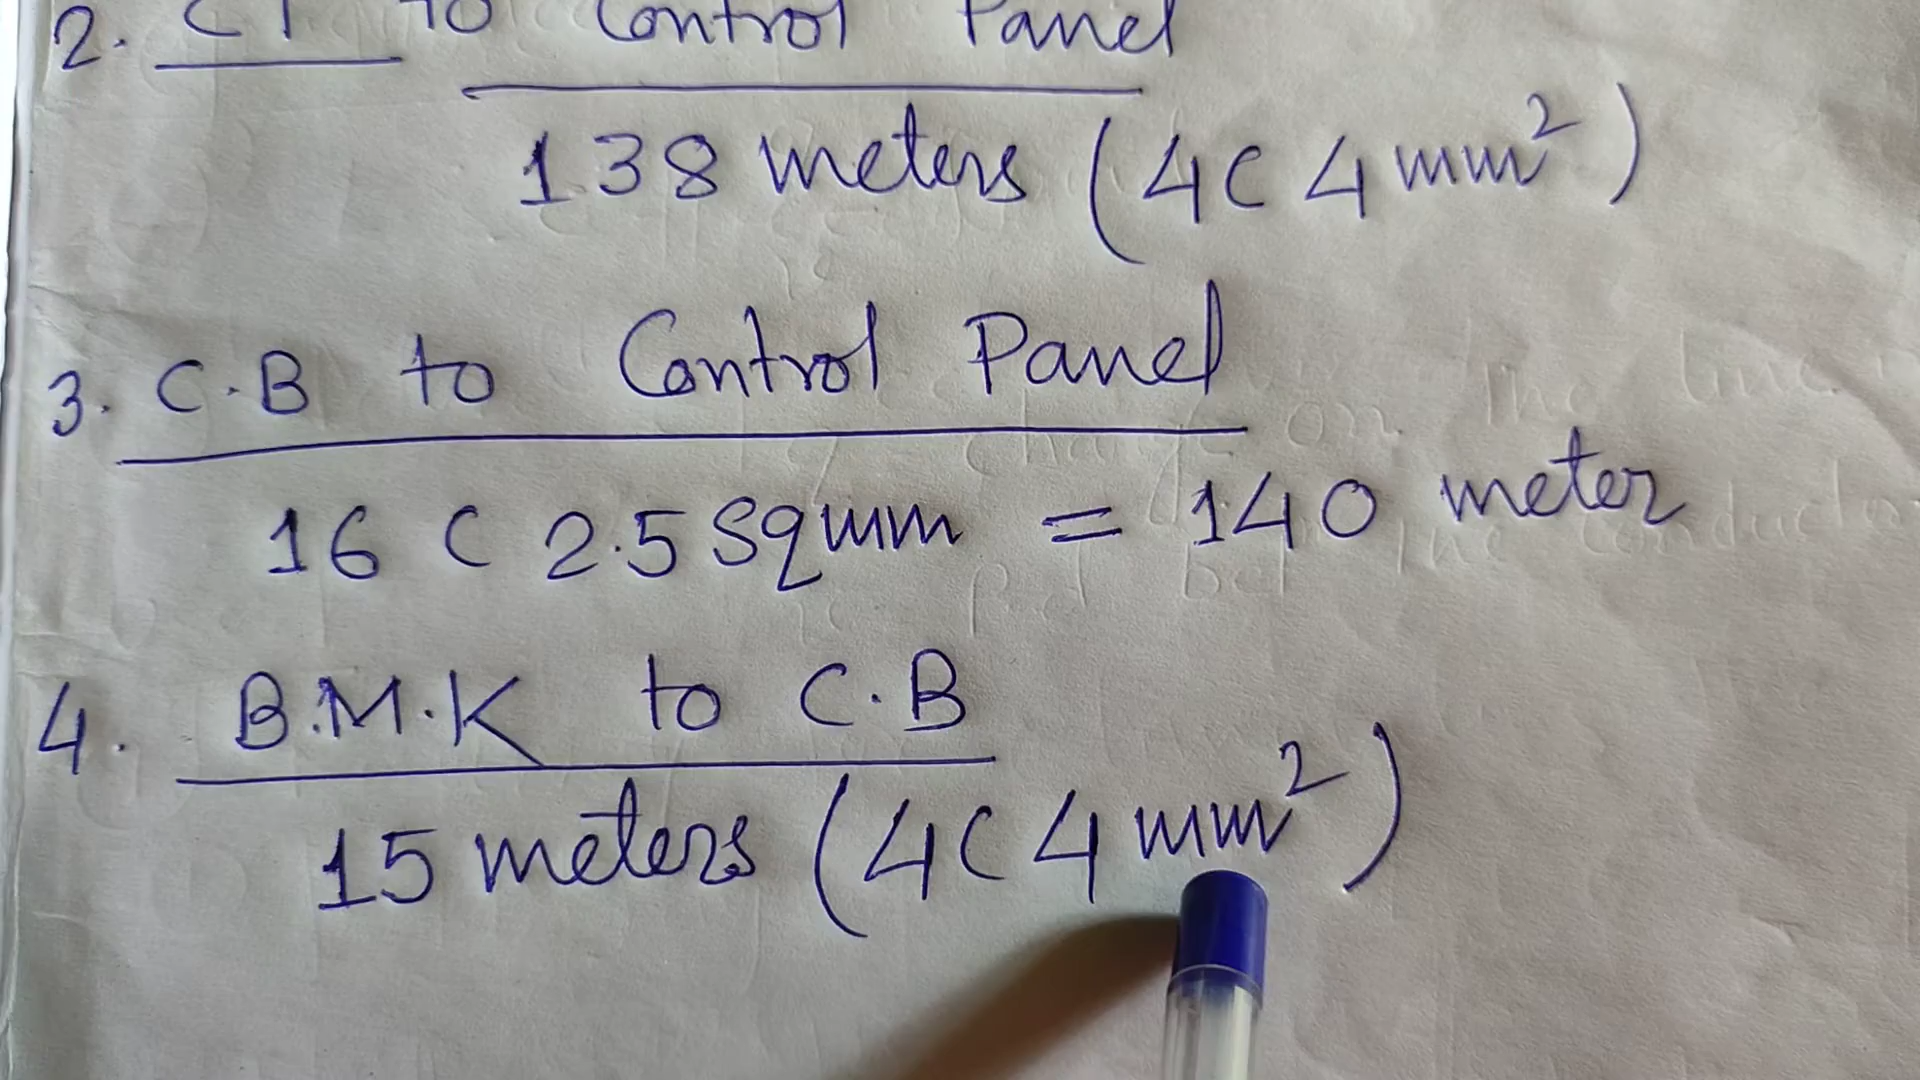 2. CT to Control Panel
138 meters (4C 4mm²)
3. C.B to Control Panel
16 C 2.5 Sqmm = 140 meter
4. B.M.K to C.B
15 meters (4C 4mm²)